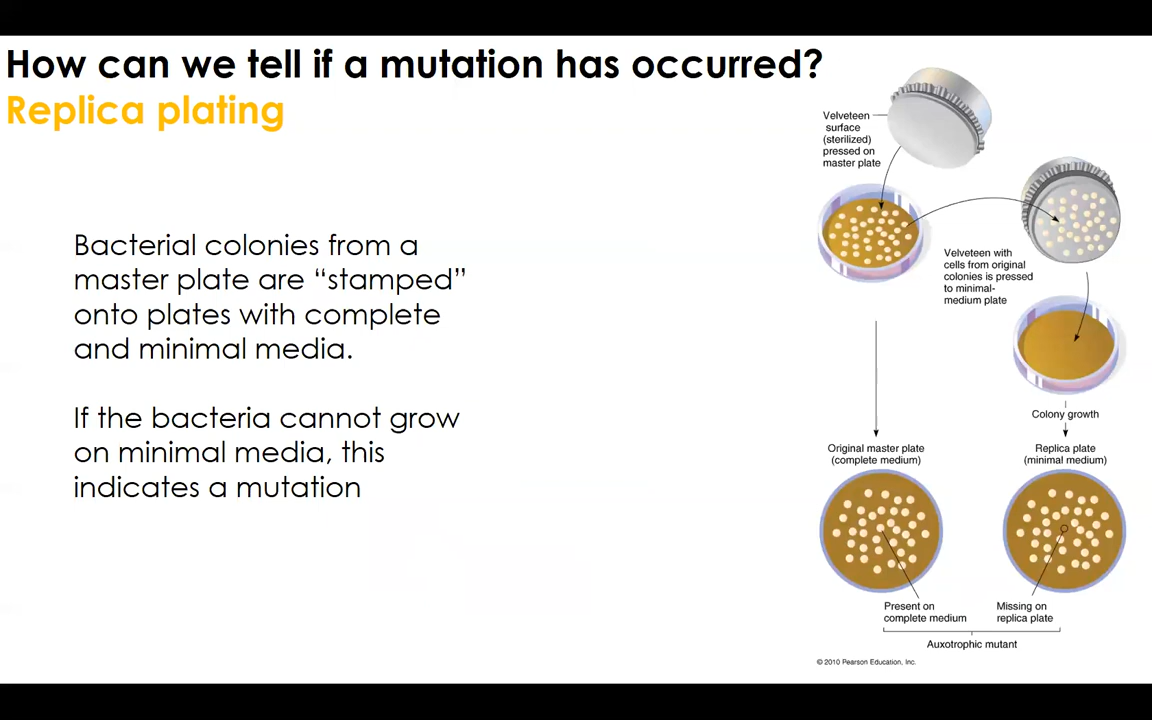 How can we tell if a mutation has occurred?
Replica plating
Bacterial colonies from a
master plate are “stamped”
onto plates with complete
and minimal media.
If the bacteria cannot grow
on minimal media, this
indicates a mutation
Velveteen
surface
(sterilized)
pressed on
master plate
Velveteen with
cells from original
colonies is pressed
to minimal-
medium plate
Colony growth
Original master plate
(complete medium)
Replica plate
(minimal medium)
Present on
complete medium
Missing on
replica plate
Auxotrophic mutant
© 2010 Pearson Education, Inc.